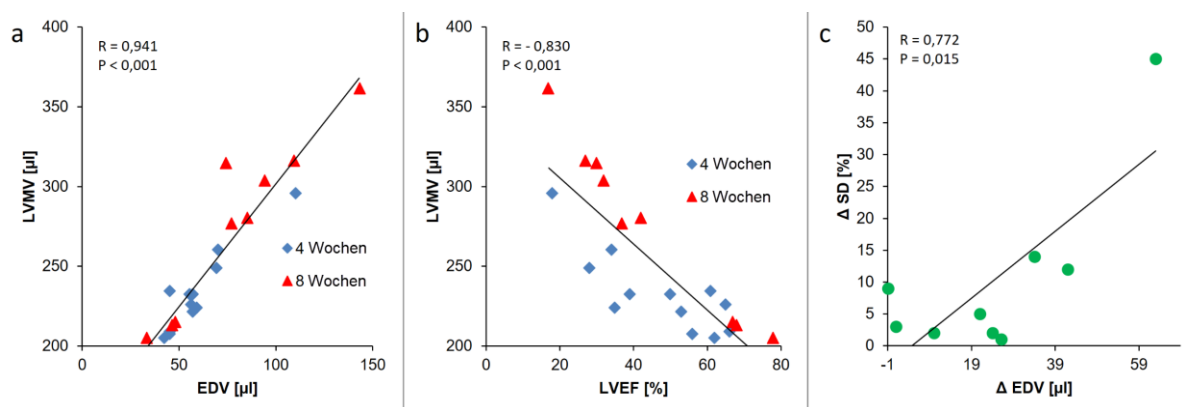 a
R = 0,941
P < 0,001
400
350
300
250
200
LVMV [µl]
4 Wochen
8 Wochen
0
50
100
150
EDV [µl]
b
R = - 0,830
P < 0,001
400
350
300
250
200
LVMV [µl]
4 Wochen
8 Wochen
0
20
40
60
80
LVEF [%]
c
R = 0,772
P = 0,015
50
45
40
35
30
25
20
15
10
5
0
Δ SD [%]
-1
19
39
59
Δ EDV [µl]